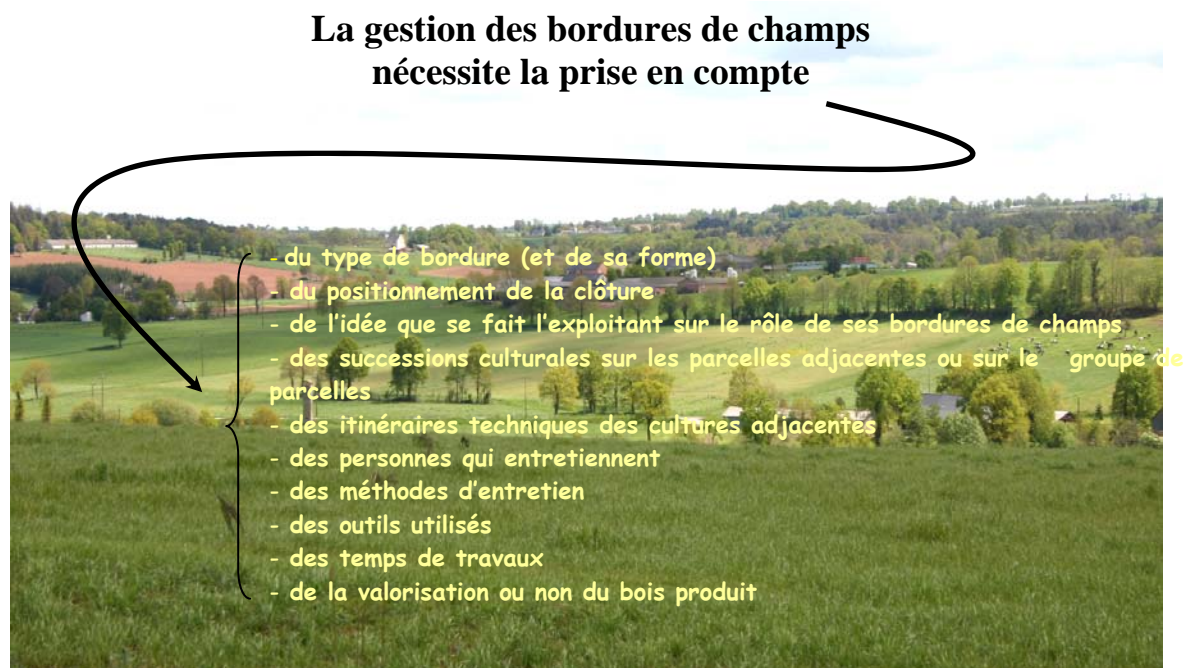 La gestion des bordures de champs
nécessite la prise en compte
- du type de bordure (et de sa forme)
- du positionnement de la clôture
- de l'idée que se fait l'exploitant sur le rôle de ses bordures de champs
- des successions culturales sur les parcelles adjacentes ou sur le groupe de
parcelles
- des itinéraires techniques des cultures adjacentes
- des personnes qui entretiennent
- des méthodes d'entretien
- des outils utilisés
- des temps de travaux
- de la valorisation ou non du bois produit